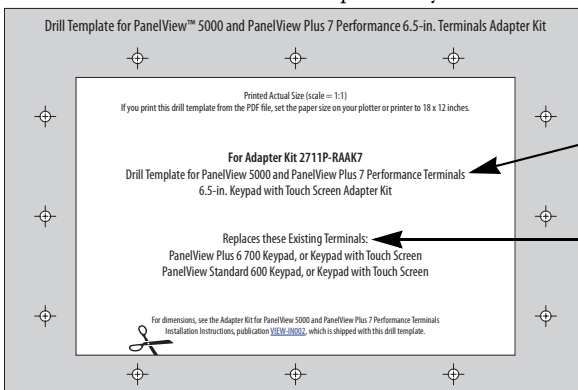 Drill Template for PanelView™ 5000 and PanelView Plus 7 Performance 6.5-in. Terminals Adapter Kit
Printed Actual Size (scale = 1:1)
If you print this drill template from the PDF file, set the paper size on your plotter or printer to 18 x 12 inches.
For Adapter Kit 2711P-RAAK7
Drill Template for PanelView 5000 and PanelView Plus 7 Performance Terminals
6.5-in. Keypad with Touch Screen Adapter Kit
Replaces these Existing Terminals:
PanelView Plus 6 700 Keypad, or Keypad with Touch Screen
PanelView Standard 600 Keypad, or Keypad with Touch Screen
For dimensions, see the Adapter Kit for PanelView 5000 and PanelView Plus 7 Performance Terminals
Installation Instructions, publication VIEW-IN002, which is shipped with this drill template.